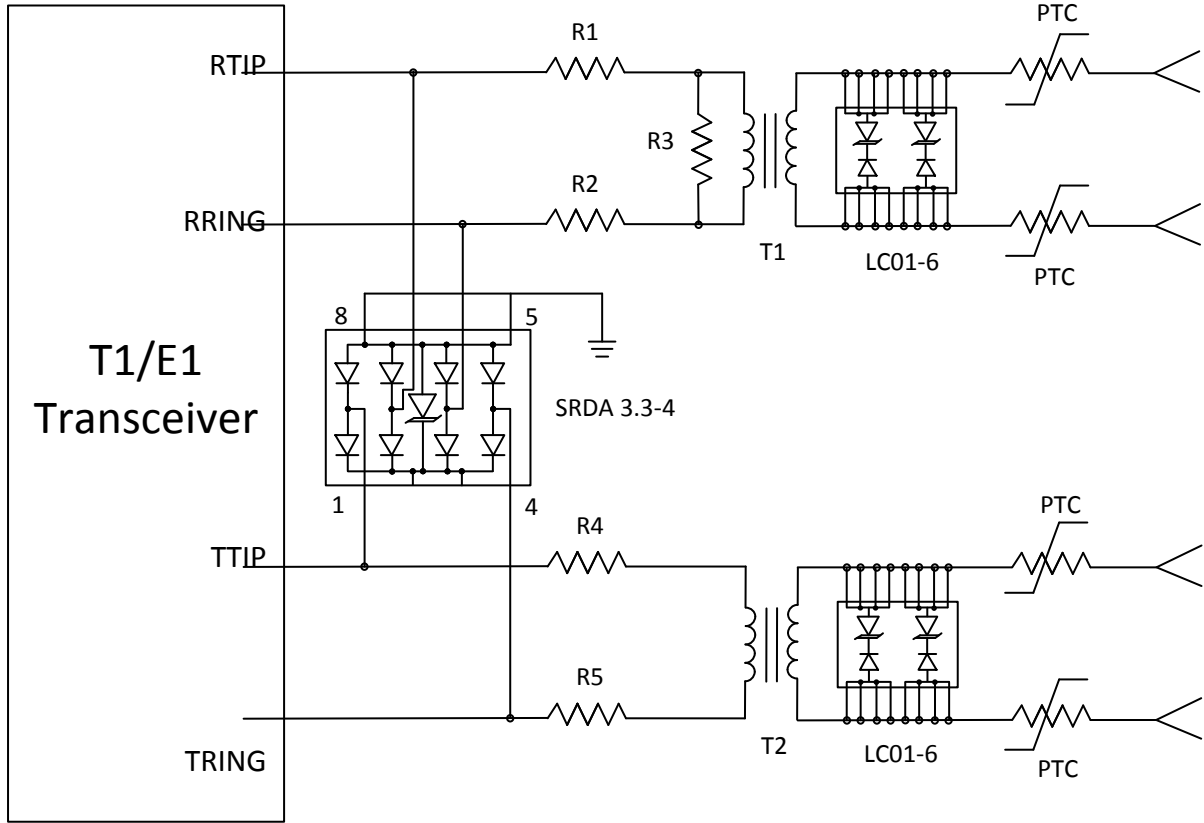 PTC
R1
RTIP
R3
R2
RRING
T1
LC01-6
PTC
8
5
T1/E1
Transceiver
SRDA 3.3-4
1
4
PTC
R4
TTIP
R5
T2
LC01-6
TRING
PTC